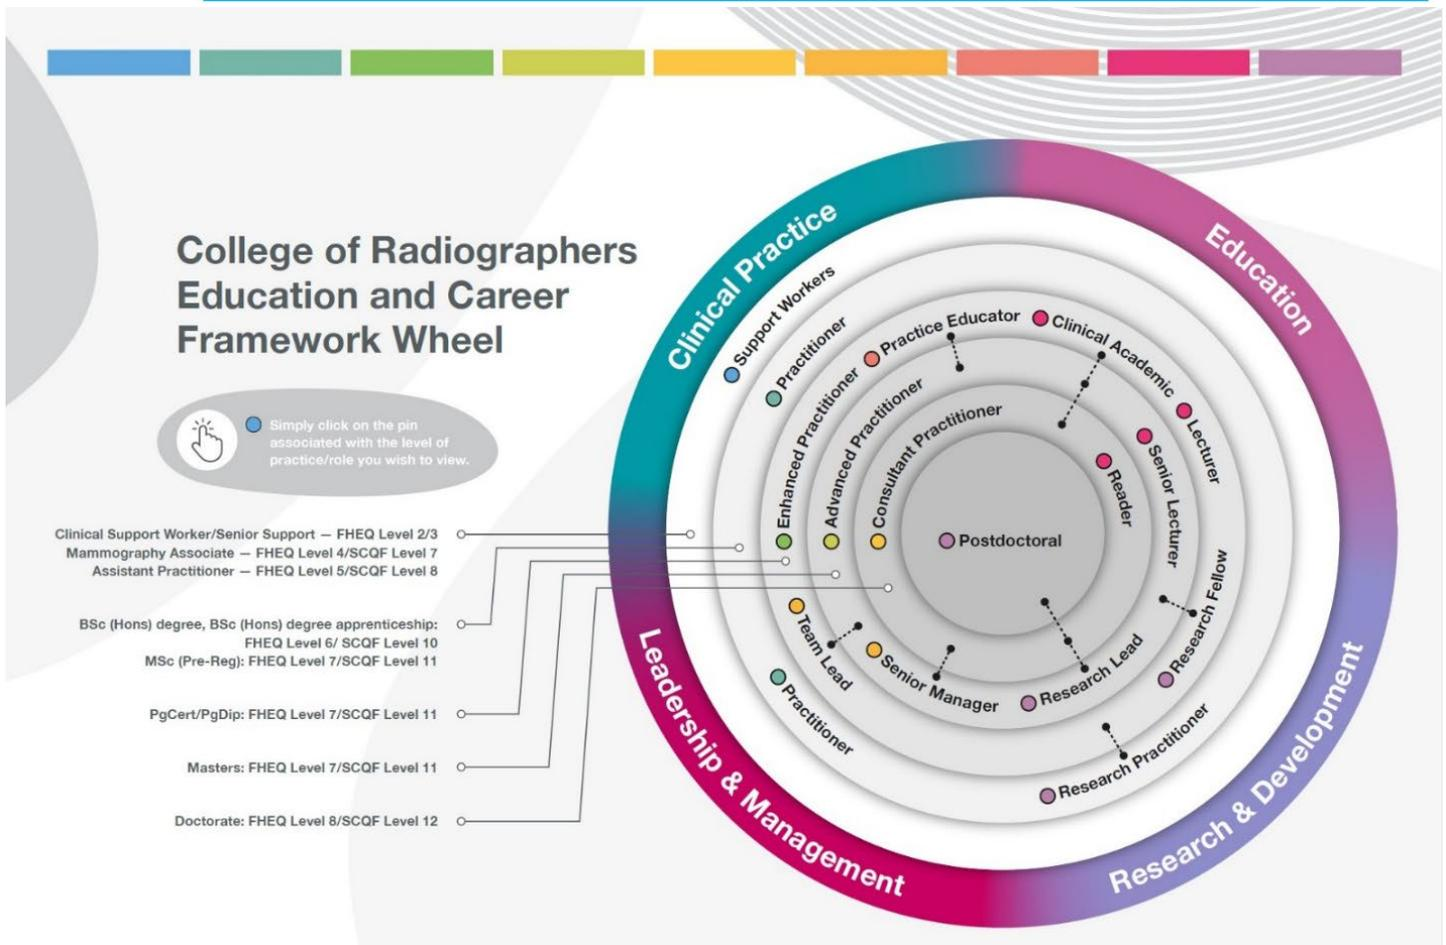 College of Radiographers
Education and Career
Framework Wheel
Simply click on the pin
associated with the level of
practice/role you wish to view.
Clinical Support Worker/Senior Support — FHEQ Level 2/3
Mammography Associate — FHEQ Level 4/SCQF Level 7
Assistant Practitioner — FHEQ Level 5/SCQF Level 8
BSc (Hons) degree, BSc (Hons) degree apprenticeship:
FHEQ Level 6/ SCQF Level 10
MSc (Pre-Reg): FHEQ Level 7/SCQF Level 11
PgCert/PgDip: FHEQ Level 7/SCQF Level 11
Masters: FHEQ Level 7/SCQF Level 11
Doctorate: FHEQ Level 8/SCQF Level 12
Clinical Practice
Education
Research & Development
Leadership & Management
Support Workers
Practitioner
Enhanced Practitioner
Practice Educator
Advanced Practitioner
Consultant Practitioner
Clinical Academic
Lecturer
Senior Lecturer
Reader
Postdoctoral
Research Fellow
Research Lead
Research Practitioner
Team Lead
Senior Manager
Practitioner